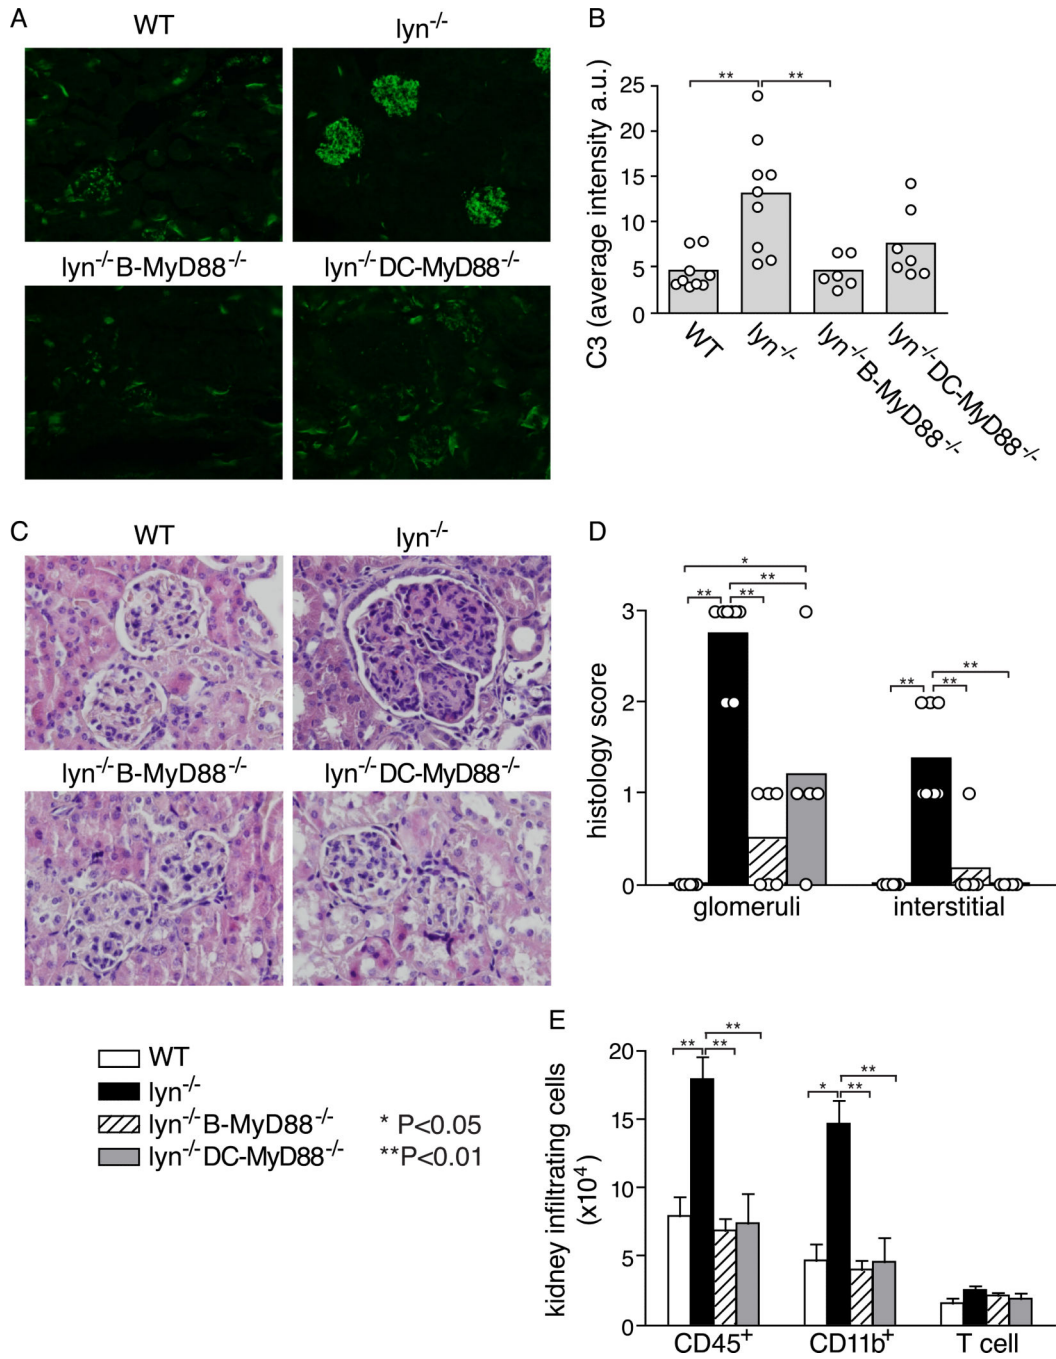 A
WT
lyn-/-
lyn-/-B-MyD88-/-
lyn-/-DC-MyD88-/-
B
C3 (average intensity a.u.)
25
20
15
10
5
0
**
**
WT
lyn-/-
lyn-/-B-MyD88-/-
lyn-/-DC-MyD88-/-
C
WT
lyn-/-
lyn-/-B-MyD88-/-
lyn-/-DC-MyD88-/-
D
histology score
3
2
1
0
*
**
**
**
**
**
**
glomeruli
interstitial
WT
lyn-/-
lyn-/-B-MyD88-/-
* P<0.05
lyn-/-DC-MyD88-/-
**P<0.01
E
kidney infiltrating cells
(x10^4)
20
15
10
5
0
**
**
**
**
*
**
CD45+
CD11b+
T cell